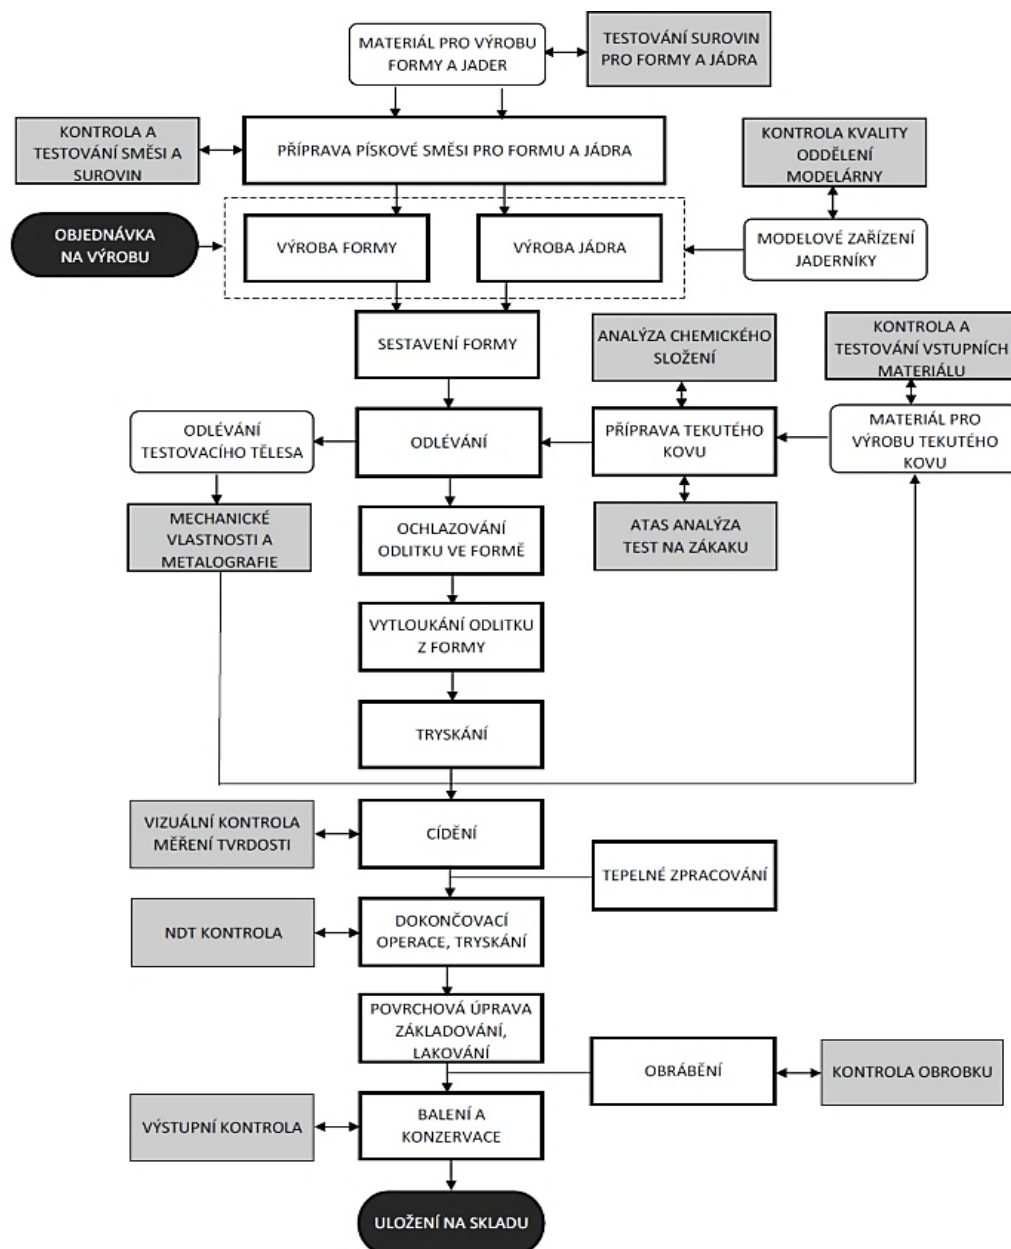 MATERIÁL PRO VÝROBU
FORMY A JADER
TESTOVÁNÍ SUROVIN
PRO FORMY A JÁDRA
KONTROLA A
TESTOVÁNÍ SMĚSI A
SUROVIN
PŘÍPRAVA PÍSKOVÉ SMĚSI PRO FORMU A JÁDRA
KONTROLA KVALITY
ODDĚLENÍ
MODELÁRNY
OBJEDNÁVKA
NA VÝROBU
VÝROBA FORMY
VÝROBA JÁDRA
MODELOVÉ ZAŘÍZENÍ
JADERNÍKY
SESTAVENÍ FORMY
ANALÝZA CHEMICKÉHO
SLOŽENÍ
KONTROLA A
TESTOVÁNÍ VSTUPNÍCH
MATERIÁLU
ODLÉVÁNÍ
TESTOVACÍHO TĚLESA
ODLÉVÁNÍ
PŘÍPRAVA TEKUTÉHO
KOVU
MATERIÁL PRO
VÝROBU TEKUTÉHO
KOVU
MECHANICKÉ
VLASTNOSTI A
METALOGRAFIE
OCHLAZOVÁNÍ
ODLITKU VE FORMĚ
ATAS ANALÝZA
TEST NA ZÁKAKU
VYTLOUKÁNÍ ODLITKU
Z FORMY
TRYSKÁNÍ
VIZUÁLNÍ KONTROLA
MĚŘENÍ TVRDOSTI
CÍDĚNÍ
TEPELNÉ ZPRACOVÁNÍ
NDT KONTROLA
DOKONČOVACÍ
OPERACE, TRYSKÁNÍ
POVRCHOVÁ ÚPRAVA
ZÁKLADOVÁNÍ,
LAKOVÁNÍ
OBRÁBĚNÍ
KONTROLA OBROBKU
VÝSTUPNÍ KONTROLA
BALENÍ A
KONZERVACE
ULOŽENÍ NA SKLADU